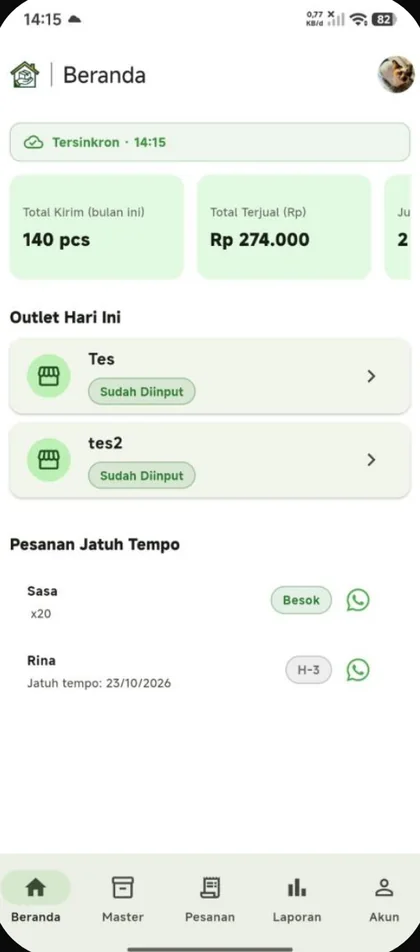 14:15
0,77
KB/d
82
Beranda
Tersinkron · 14:15
Total Kirim (bulan ini)
140 pcs
Total Terjual (Rp)
Rp 274.000
Ju
2
Outlet Hari Ini
Tes
Sudah Diinput
tes2
Sudah Diinput
Pesanan Jatuh Tempo
Sasa
x20
Besok
Rina
Jatuh tempo: 23/10/2026
H-3
Beranda
Master
Pesanan
Laporan
Akun